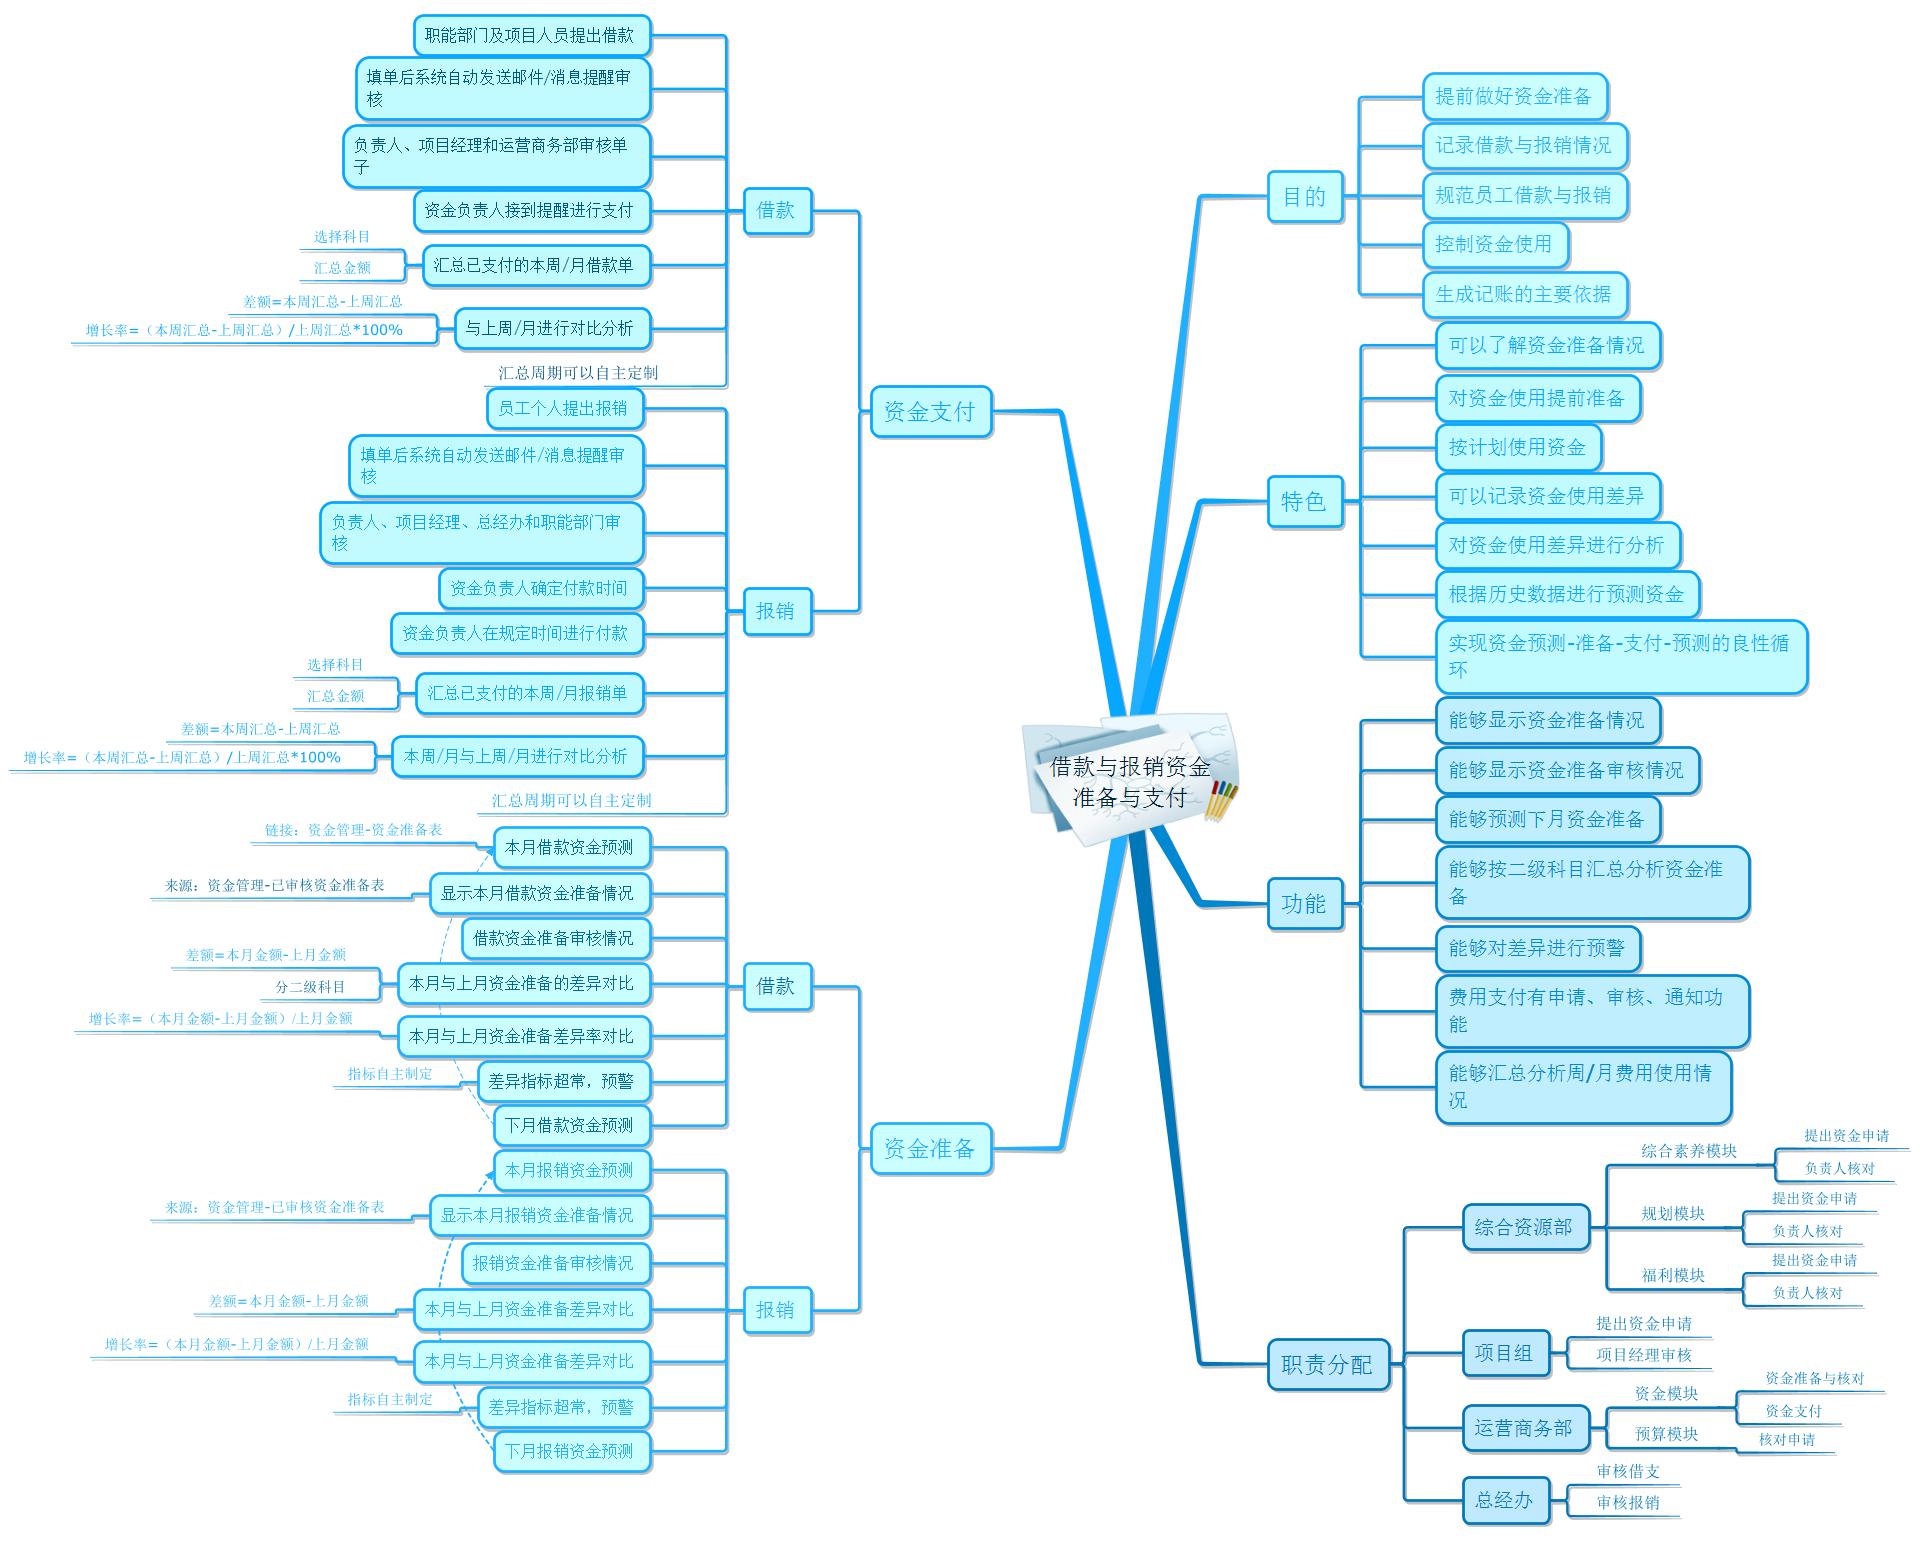 借款与报销资金
准备与支付
目的
提前做好资金准备
记录借款与报销情况
规范员工借款与报销
控制资金使用
生成记账的主要依据
特色
可以了解资金准备情况
对资金使用提前准备
按计划使用资金
可以记录资金使用差异
对资金使用差异进行分析
根据历史数据进行预测资金
实现资金预测-准备-支付-预测的良性循
环
功能
能够显示资金准备情况
能够显示资金准备审核情况
能够预测下月资金准备
能够按二级科目汇总分析资金准
备
能够对差异进行预警
费用支付有申请、审核、通知功
能
能够汇总分析周/月费用使用情
况
职责分配
综合资源部
综合素养模块
提出资金申请
负责人核对
规划模块
提出资金申请
负责人核对
福利模块
提出资金申请
负责人核对
项目组
提出资金申请
项目经理审核
运营商务部
资金模块
资金准备与核对
资金支付
预算模块
核对申请
总经办
审核借支
审核报销
资金支付
借款
职能部门及项目人员提出借款
填单后系统自动发送邮件/消息提醒审
核
负责人、项目经理和运营商务部审核单
子
资金负责人接到提醒进行支付
汇总已支付的本周/月借款单
选择科目
汇总金额
与上周/月进行对比分析
差额=本周汇总-上周汇总
增长率=（本周汇总-上周汇总）/上周汇总*100%
汇总周期可以自主定制
报销
员工个人提出报销
填单后系统自动发送邮件/消息提醒审
核
负责人、项目经理、总经办和职能部门审
核
资金负责人确定付款时间
资金负责人在规定时间进行付款
汇总已支付的本周/月报销单
选择科目
汇总金额
本周/月与上周/月进行对比分析
差额=本周汇总-上周汇总
增长率=（本周汇总-上周汇总）/上周汇总*100%
汇总周期可以自主定制
资金准备
借款
本月借款资金预测
链接：资金管理-资金准备表
显示本月借款资金准备情况
来源：资金管理-已审核资金准备表
借款资金准备审核情况
本月与上月资金准备的差异对比
差额=本月金额-上月金额
分二级科目
本月与上月资金准备差异率对比
增长率=（本月金额-上月金额）/上月金额
差异指标超常，预警
指标自主制定
下月借款资金预测
报销
本月报销资金预测
显示本月报销资金准备情况
来源：资金管理-已审核资金准备表
报销资金准备审核情况
本月与上月资金准备差异对比
差额=本月金额-上月金额
本月与上月资金准备差异对比
增长率=（本月金额-上月金额）/上月金额
差异指标超常，预警
指标自主制定
下月报销资金预测